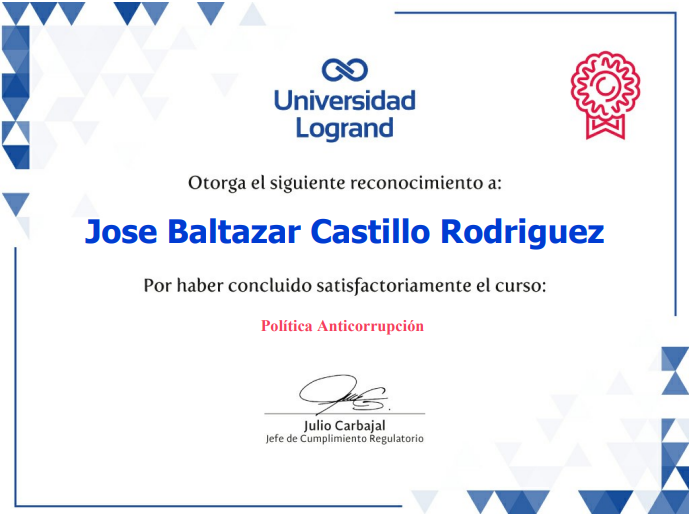 Universidad
Logrand
Otorga el siguiente reconocimiento a:
Jose Baltazar Castillo Rodriguez
Por haber concluido satisfactoriamente el curso:
Política Anticorrupción
Julio Carbajal
Jefe de Cumplimiento Regulatorio